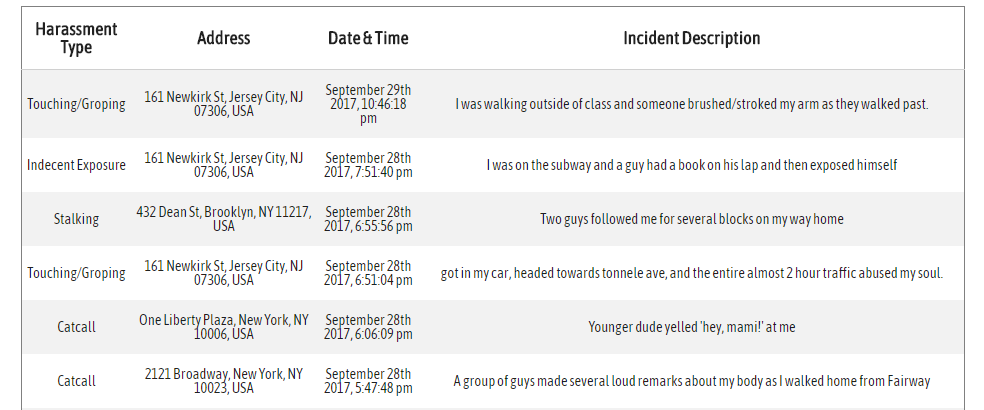 Harassment
Type
Address
Date & Time
Incident Description
Touching/Groping
161 Newkirk St, Jersey City, NJ
07306, USA
September 29th
2017, 10:46:18
pm
I was walking outside of class and someone brushed/stroked my arm as they walked past.
Indecent Exposure
161 Newkirk St, Jersey City, NJ
07306, USA
September 28th
2017, 7:51:40 pm
I was on the subway and a guy had a book on his lap and then exposed himself
Stalking
432 Dean St, Brooklyn, NY 11217,
USA
September 28th
2017, 6:55:56 pm
Two guys followed me for several blocks on my way home
Touching/Groping
161 Newkirk St, Jersey City, NJ
07306, USA
September 28th
2017, 6:51:04 pm
got in my car, headed towards tonnele ave, and the entire almost 2 hour traffic abused my soul.
Catcall
One Liberty Plaza, New York, NY
10006, USA
September 28th
2017, 6:06:09 pm
Younger dude yelled 'hey, mami!' at me
Catcall
2121 Broadway, New York, NY
10023, USA
September 28th
2017, 5:47:48 pm
A group of guys made several loud remarks about my body as I walked home from Fairway